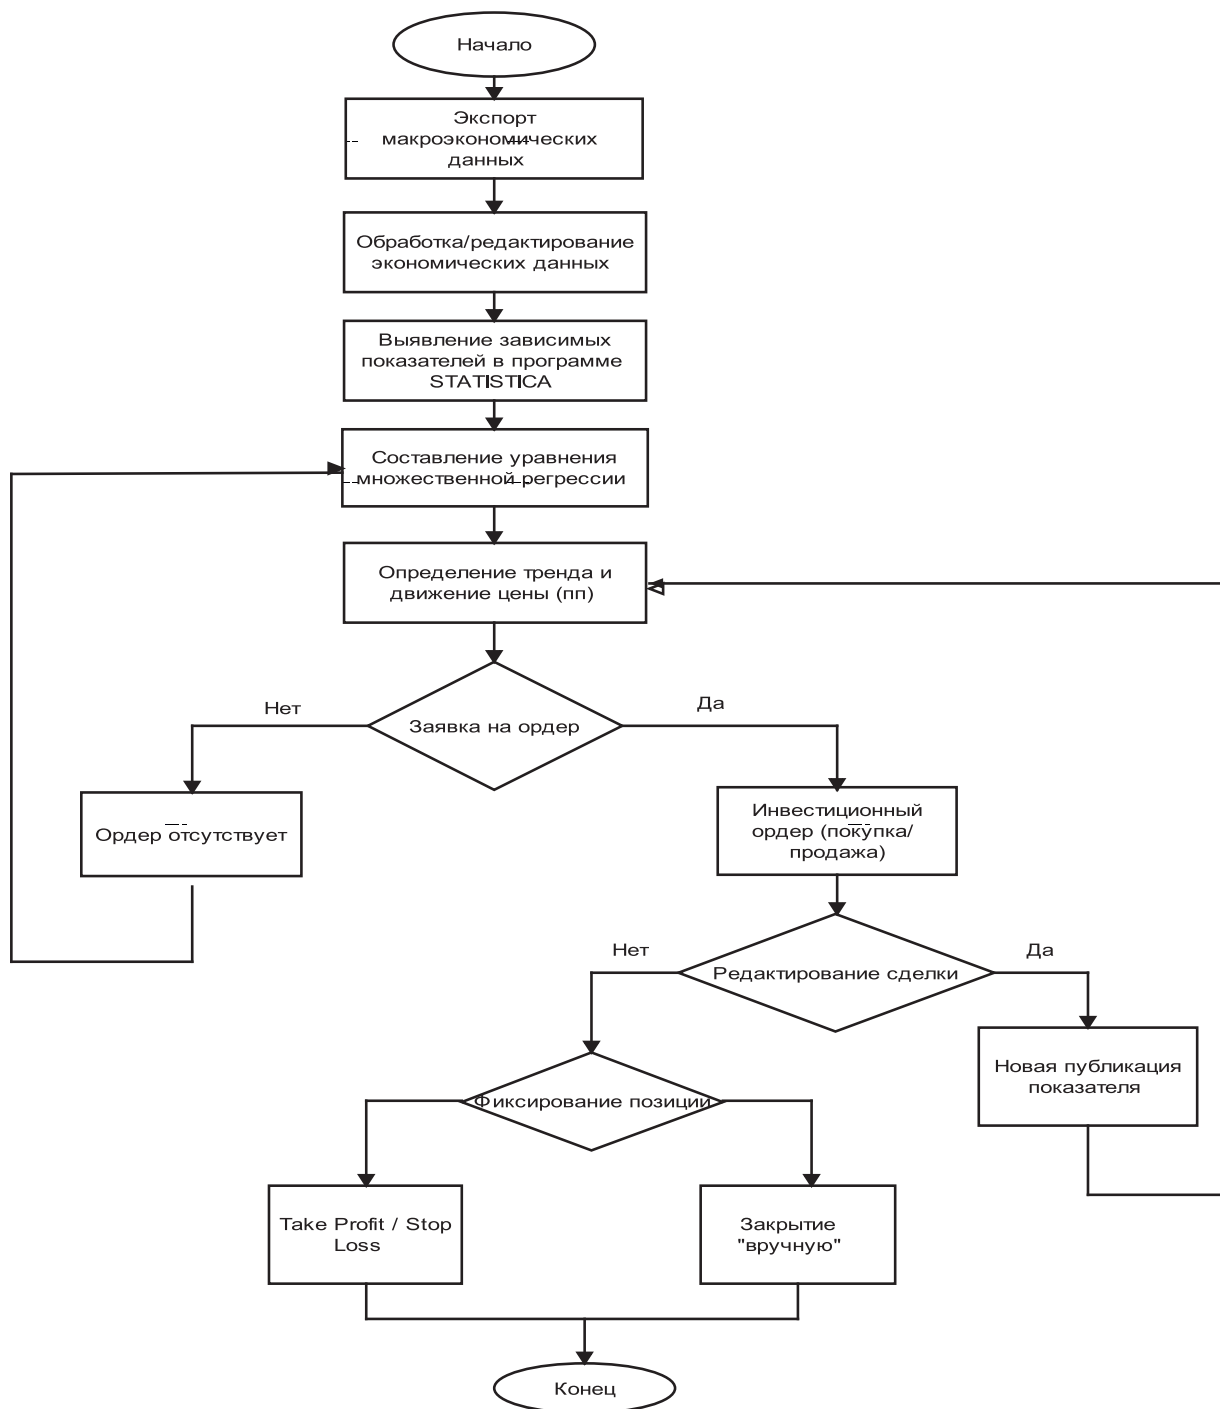 Начало
Экспорт
макроэкономических
данных
Обработка/редактирование
экономических данных
Выявление зависимых
показателей в программе
STATISTICA
Составление уравнения
множественной регрессии
Определение тренда и
движение цены (пп)
Нет
Да
Заявка на ордер
Ордер отсутствует
Инвестиционный
ордер (покупка/
продажа)
Нет
Да
Редактирование сделки
Новая публикация
показателя
Фиксирование позиции
Take Profit / Stop
Loss
Закрытие
"вручную"
Конец